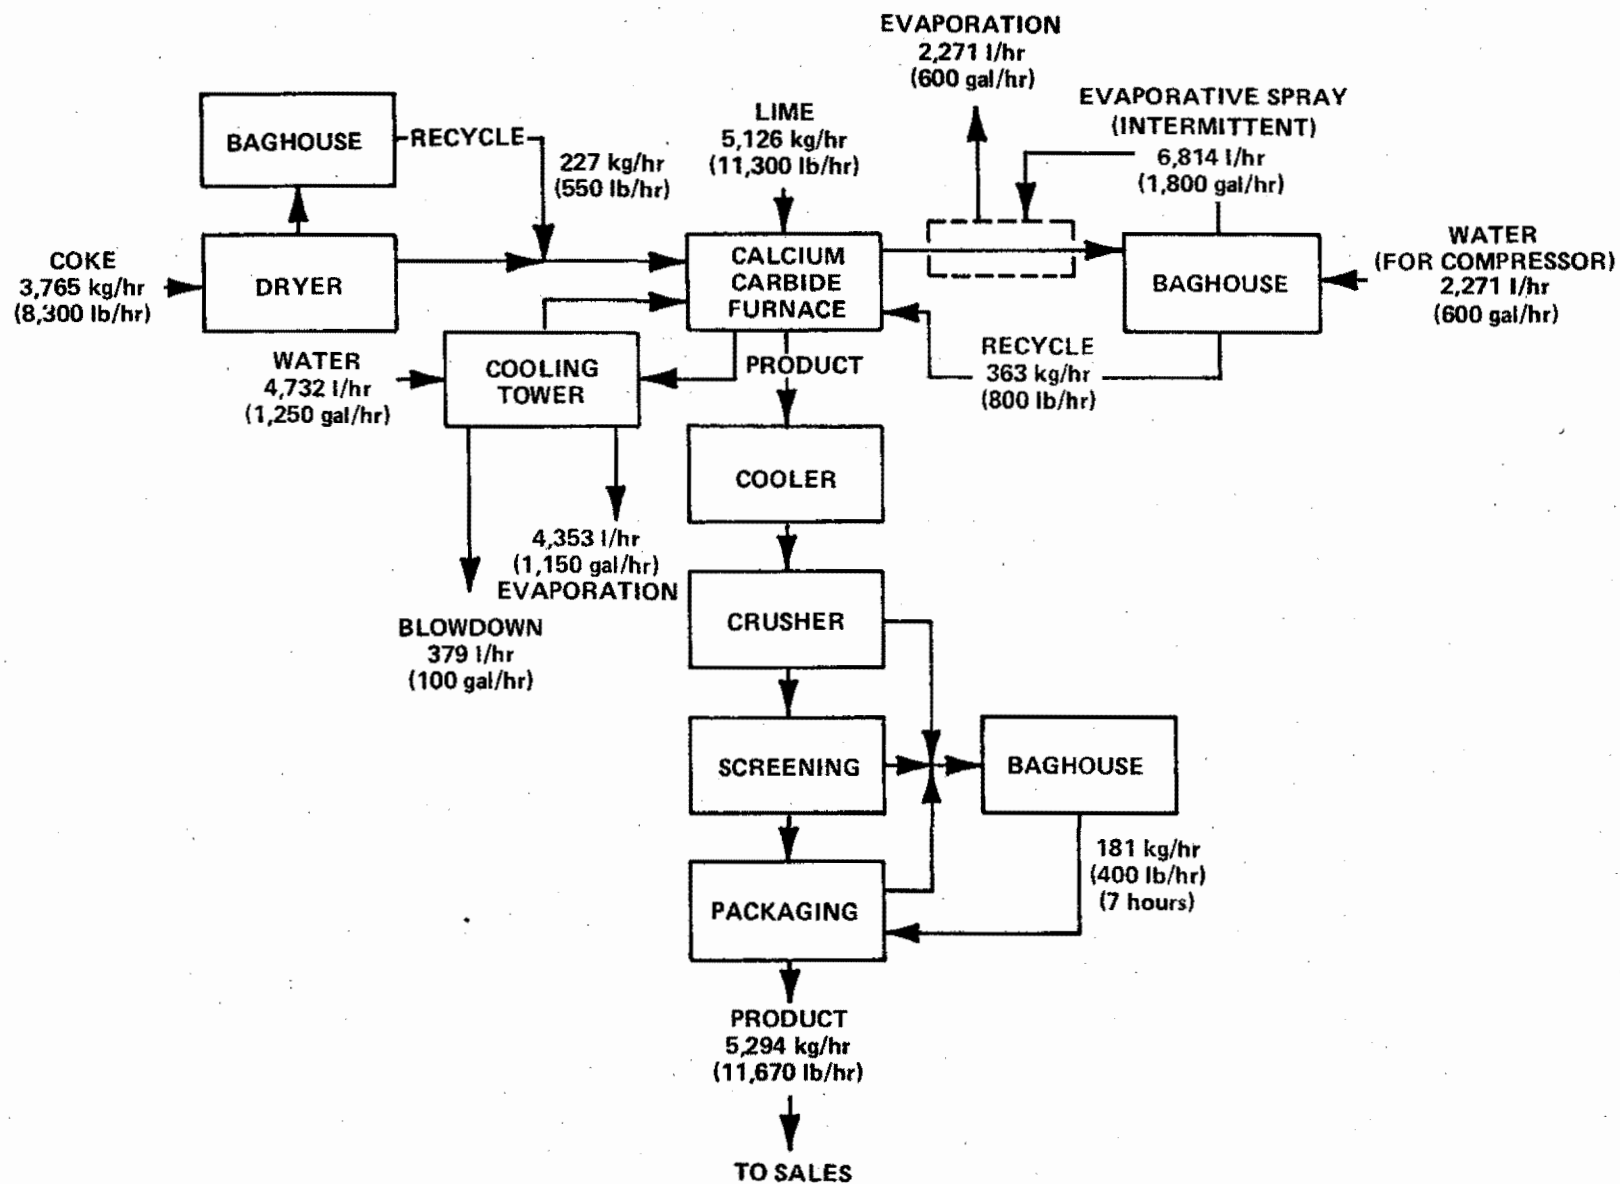 EVAPORATION
2,271 l/hr
(600 gal/hr)
EVAPORATIVE SPRAY
(INTERMITTENT)
6,814 l/hr
(1,800 gal/hr)
BAGHOUSE
RECYCLE
227 kg/hr
(550 lb/hr)
LIME
5,126 kg/hr
(11,300 lb/hr)
COKE
3,765 kg/hr
(8,300 lb/hr)
DRYER
CALCIUM
CARBIDE
FURNACE
BAGHOUSE
WATER
(FOR COMPRESSOR)
2,271 l/hr
(600 gal/hr)
WATER
4,732 l/hr
(1,250 gal/hr)
COOLING
TOWER
PRODUCT
RECYCLE
363 kg/hr
(800 lb/hr)
COOLER
4,353 l/hr
(1,150 gal/hr)
EVAPORATION
BLOWDOWN
379 l/hr
(100 gal/hr)
CRUSHER
SCREENING
BAGHOUSE
181 kg/hr
(400 lb/hr)
(7 hours)
PACKAGING
PRODUCT
5,294 kg/hr
(11,670 lb/hr)
TO SALES